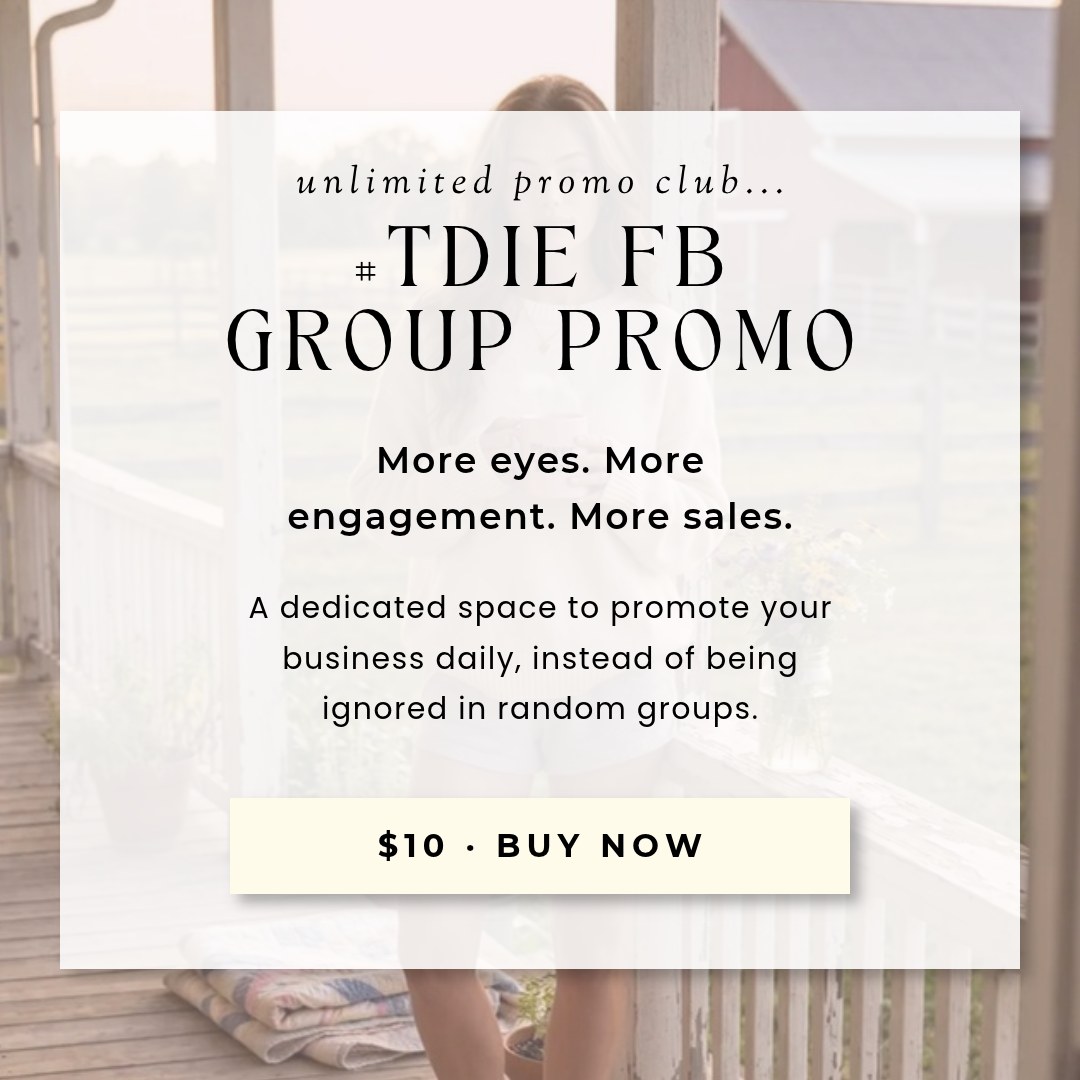 unlimited promo club...
#TDIE FB
GROUP PROMO
More eyes. More
engagement. More sales.
A dedicated space to promote your
business daily, instead of being
ignored in random groups.
$10 · BUY NOW